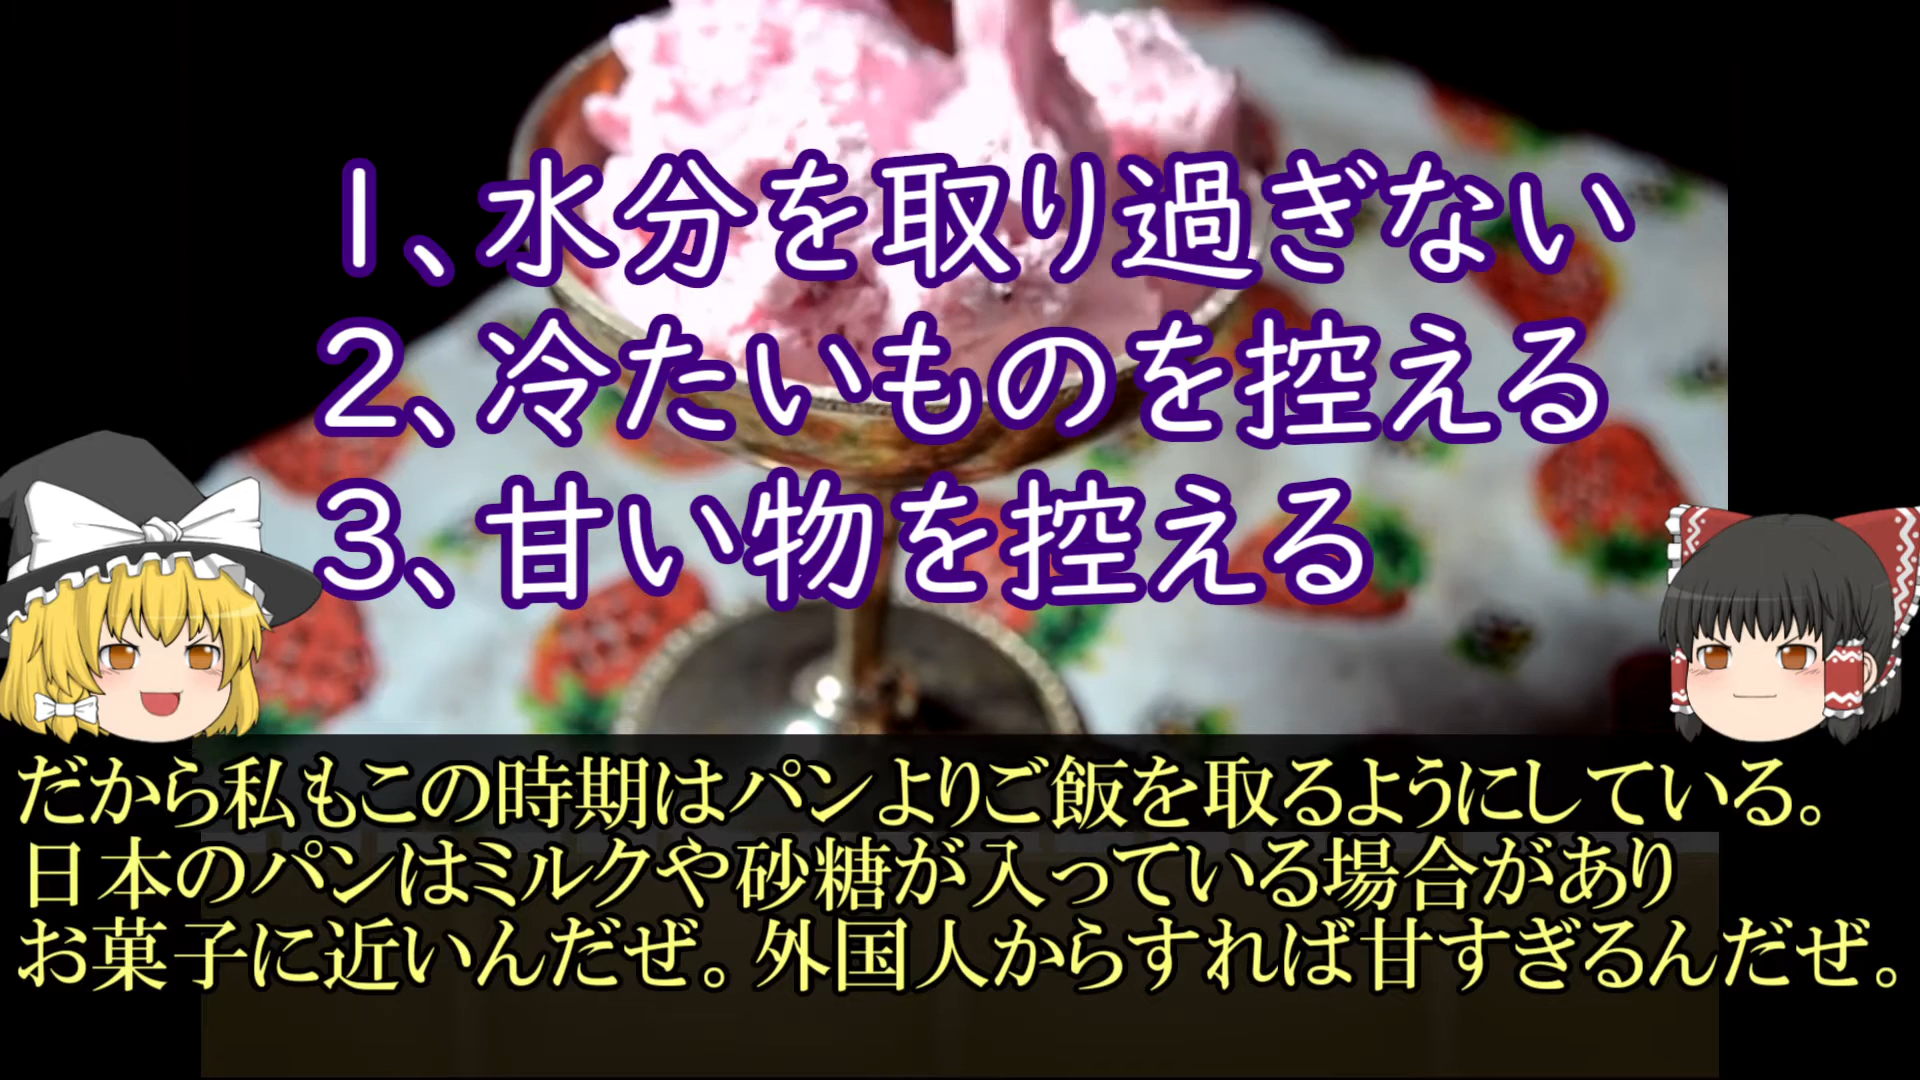 1、水分を取り過ぎない
2、冷たいものを控える
3、甘い物を控える
だから私もこの時期はパンよりご飯を取るようにしている。
日本のパンはミルクや砂糖が入っている場合があり
お菓子に近いんだぜ。外国人からすれば甘すぎるんだぜ。